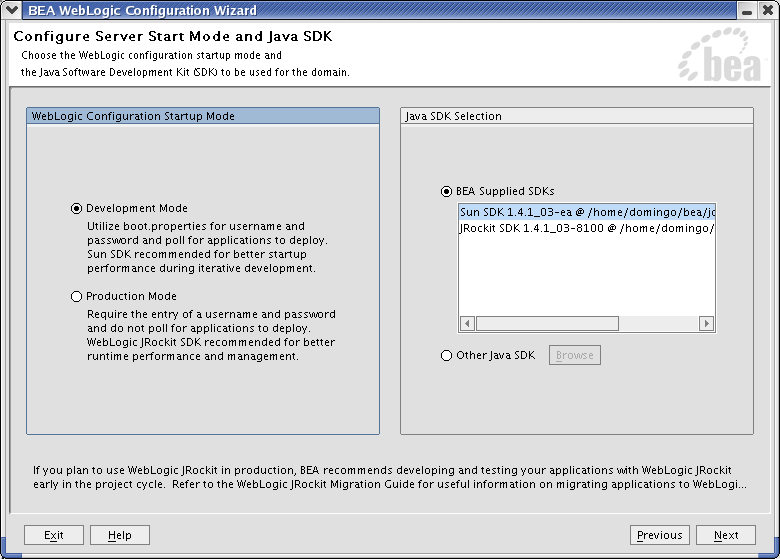 BEA WebLogic Configuration Wizard
Configure Server Start Mode and Java SDK
Choose the WebLogic configuration startup mode and
the Java Software Development Kit (SDK) to be used for the domain.
bea
WebLogic Configuration Startup Mode
Development Mode
Utilize boot.properties for username and
password and poll for applications to deploy.
Sun SDK recommended for better startup
performance during iterative development.
Production Mode
Require the entry of a username and password
and do not poll for applications to deploy.
WebLogic JRockit SDK recommended for better
runtime performance and management.
Java SDK Selection
BEA Supplied SDKs
Sun SDK 1.4.1_03-ea @ /home/domingo/bea/jd
JRockit SDK 1.4.1_03-8100 @ /home/domingo/
Other Java SDK
Browse
If you plan to use WebLogic JRockit in production, BEA recommends developing and testing your applications with WebLogic JRockit
early in the project cycle. Refer to the WebLogic JRockit Migration Guide for useful information on migrating applications to WebLogi...
Exit
Help
Previous
Next